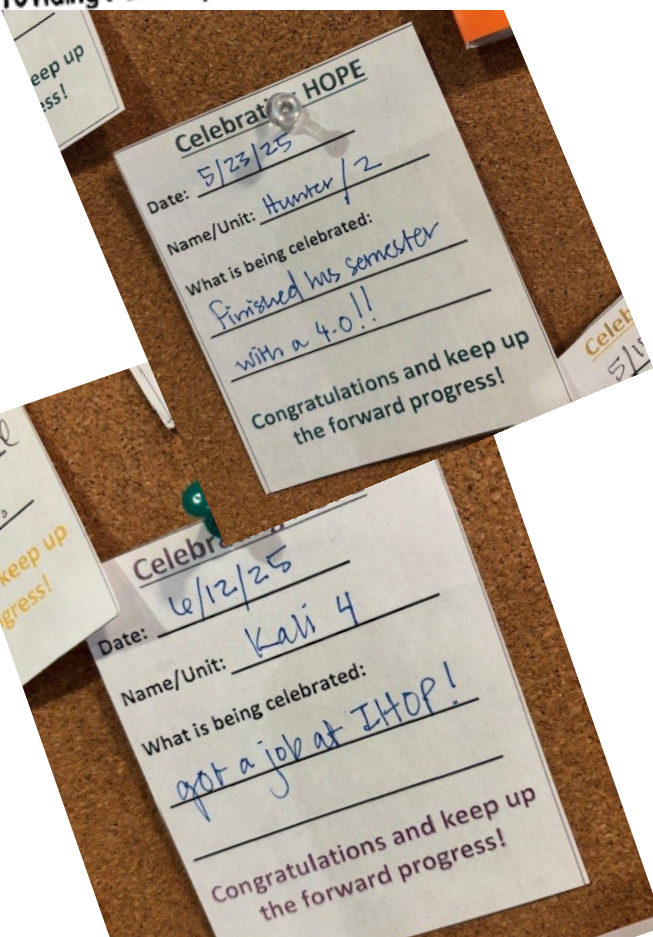 eep up
ess!
Celebrati HOPE
Date: 5/23/25
Name/Unit: Hunter / 2
What is being celebrated:
finished his semester
with a 4.0!!
Congratulations and keep up
the forward progress!
Celeb
5/1
keep up
gress!
Celebra
Date: 6/12/25
Name/Unit: Kali 4
What is being celebrated:
got a job at IHOP!
Congratulations and keep up
the forward progress!